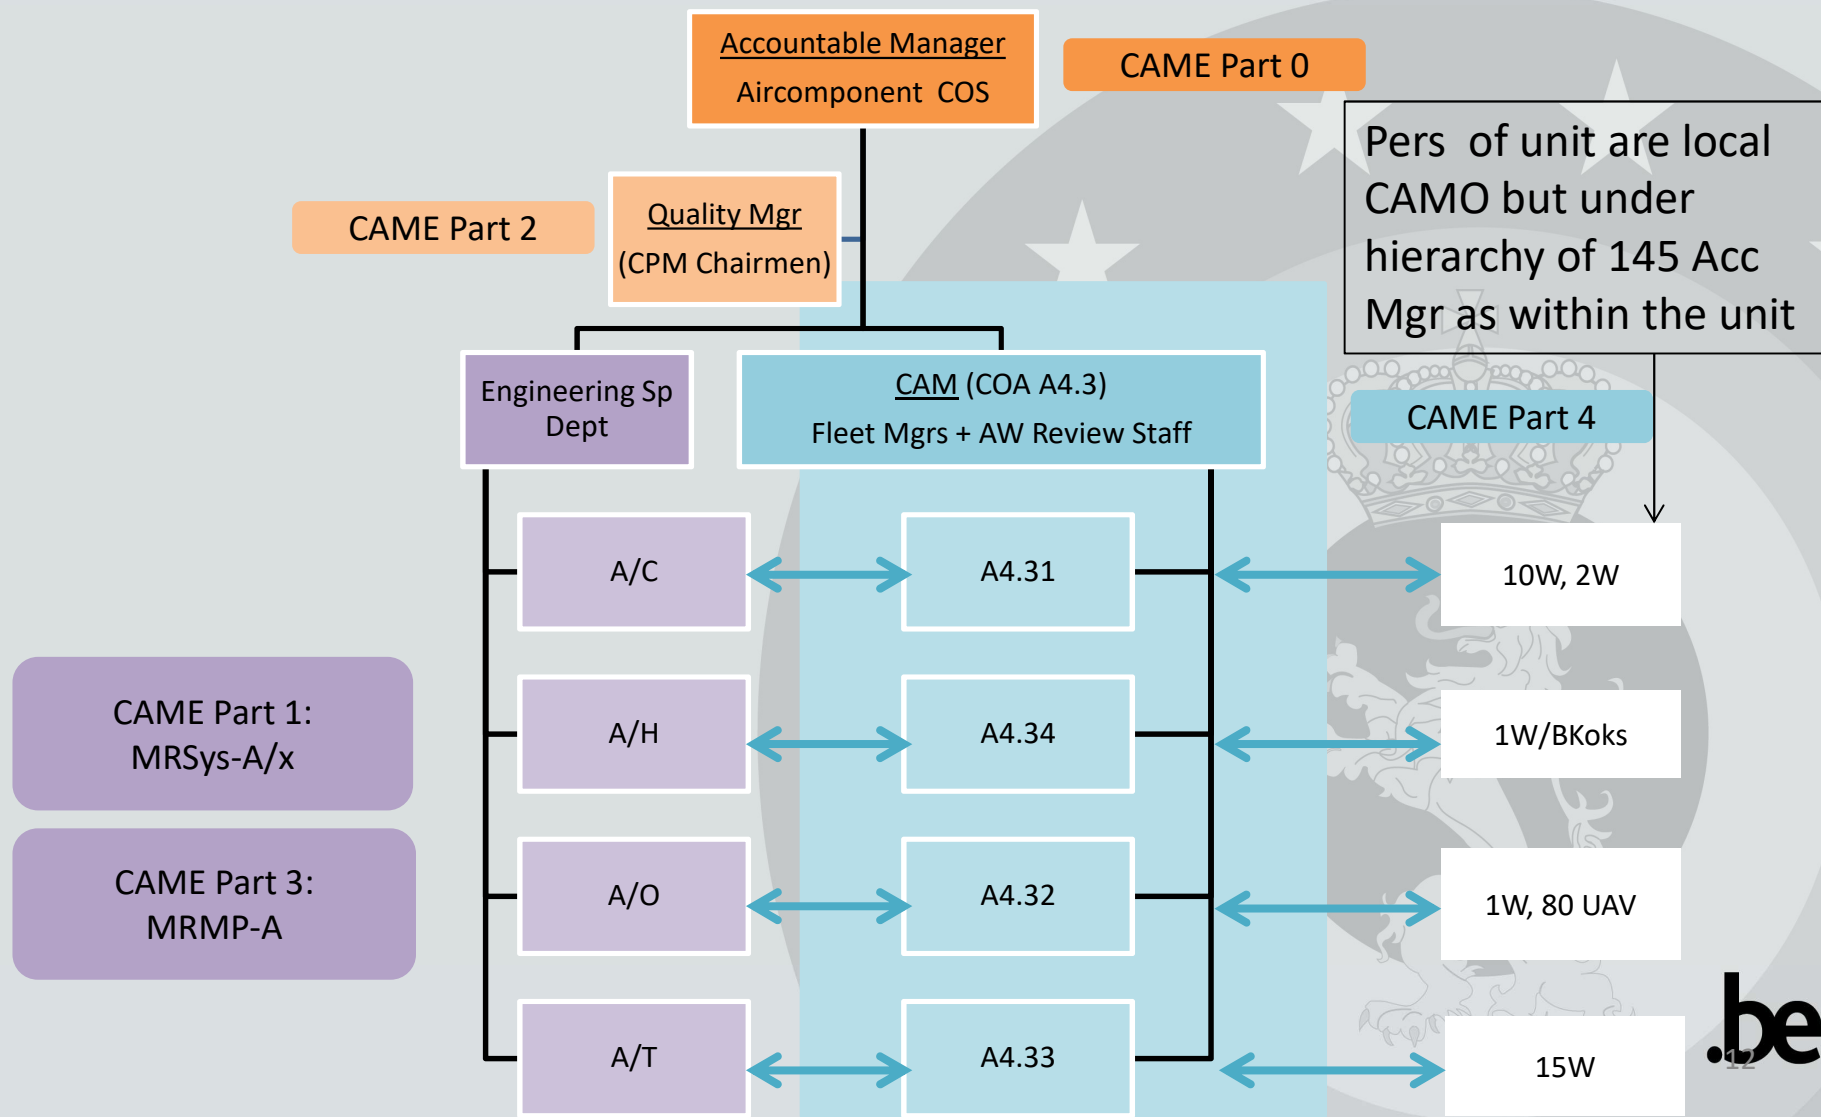 Accountable Manager
Aircomponent COS
CAME Part 0
Pers of unit are local
CAMO but under
hierarchy of 145 Acc
Mgr as within the unit
CAME Part 2
Quality Mgr
(CPM Chairmen)
Engineering Sp
Dept
CAM (COA A4.3)
Fleet Mgrs + AW Review Staff
CAME Part 4
A/C
A4.31
10W, 2W
CAME Part 1:
MRSys-A/x
A/H
A4.34
1W/BKoks
CAME Part 3:
MRMP-A
A/O
A4.32
1W, 80 UAV
A/T
A4.33
15W
.be
12